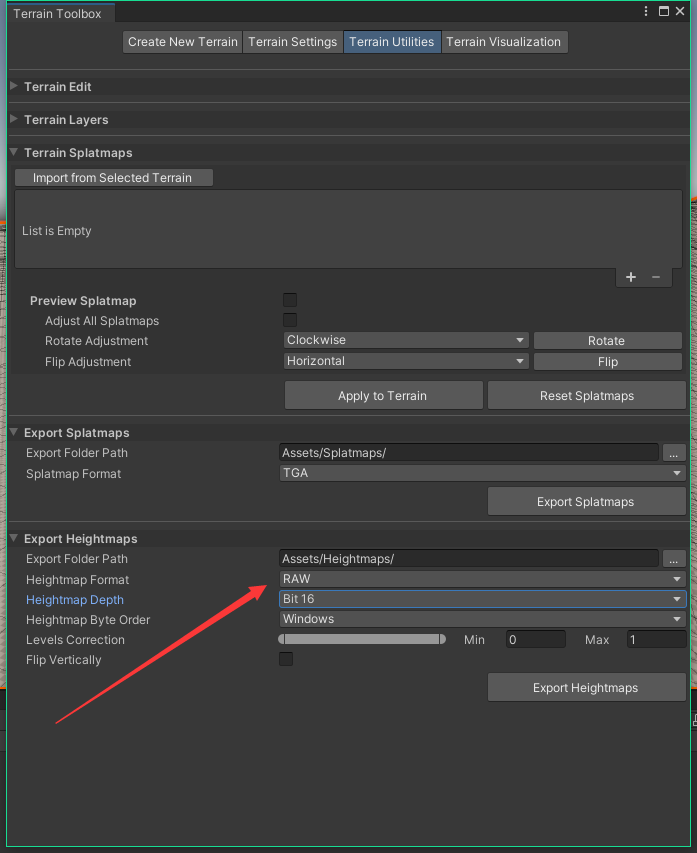 Terrain Toolbox
Create New Terrain Terrain Settings Terrain Utilities Terrain Visualization
Terrain Edit
Terrain Layers
Terrain Splatmaps
Import from Selected Terrain
List is Empty
+ −
Preview Splatmap
Adjust All Splatmaps
Rotate Adjustment Clockwise Rotate
Flip Adjustment Horizontal Flip
Apply to Terrain Reset Splatmaps
Export Splatmaps
Export Folder Path Assets/Splatmaps/ ...
Splatmap Format TGA
Export Splatmaps
Export Heightmaps
Export Folder Path Assets/Heightmaps/ ...
Heightmap Format RAW
Heightmap Depth Bit 16
Heightmap Byte Order Windows
Levels Correction Min 0 Max 1
Flip Vertically
Export Heightmaps